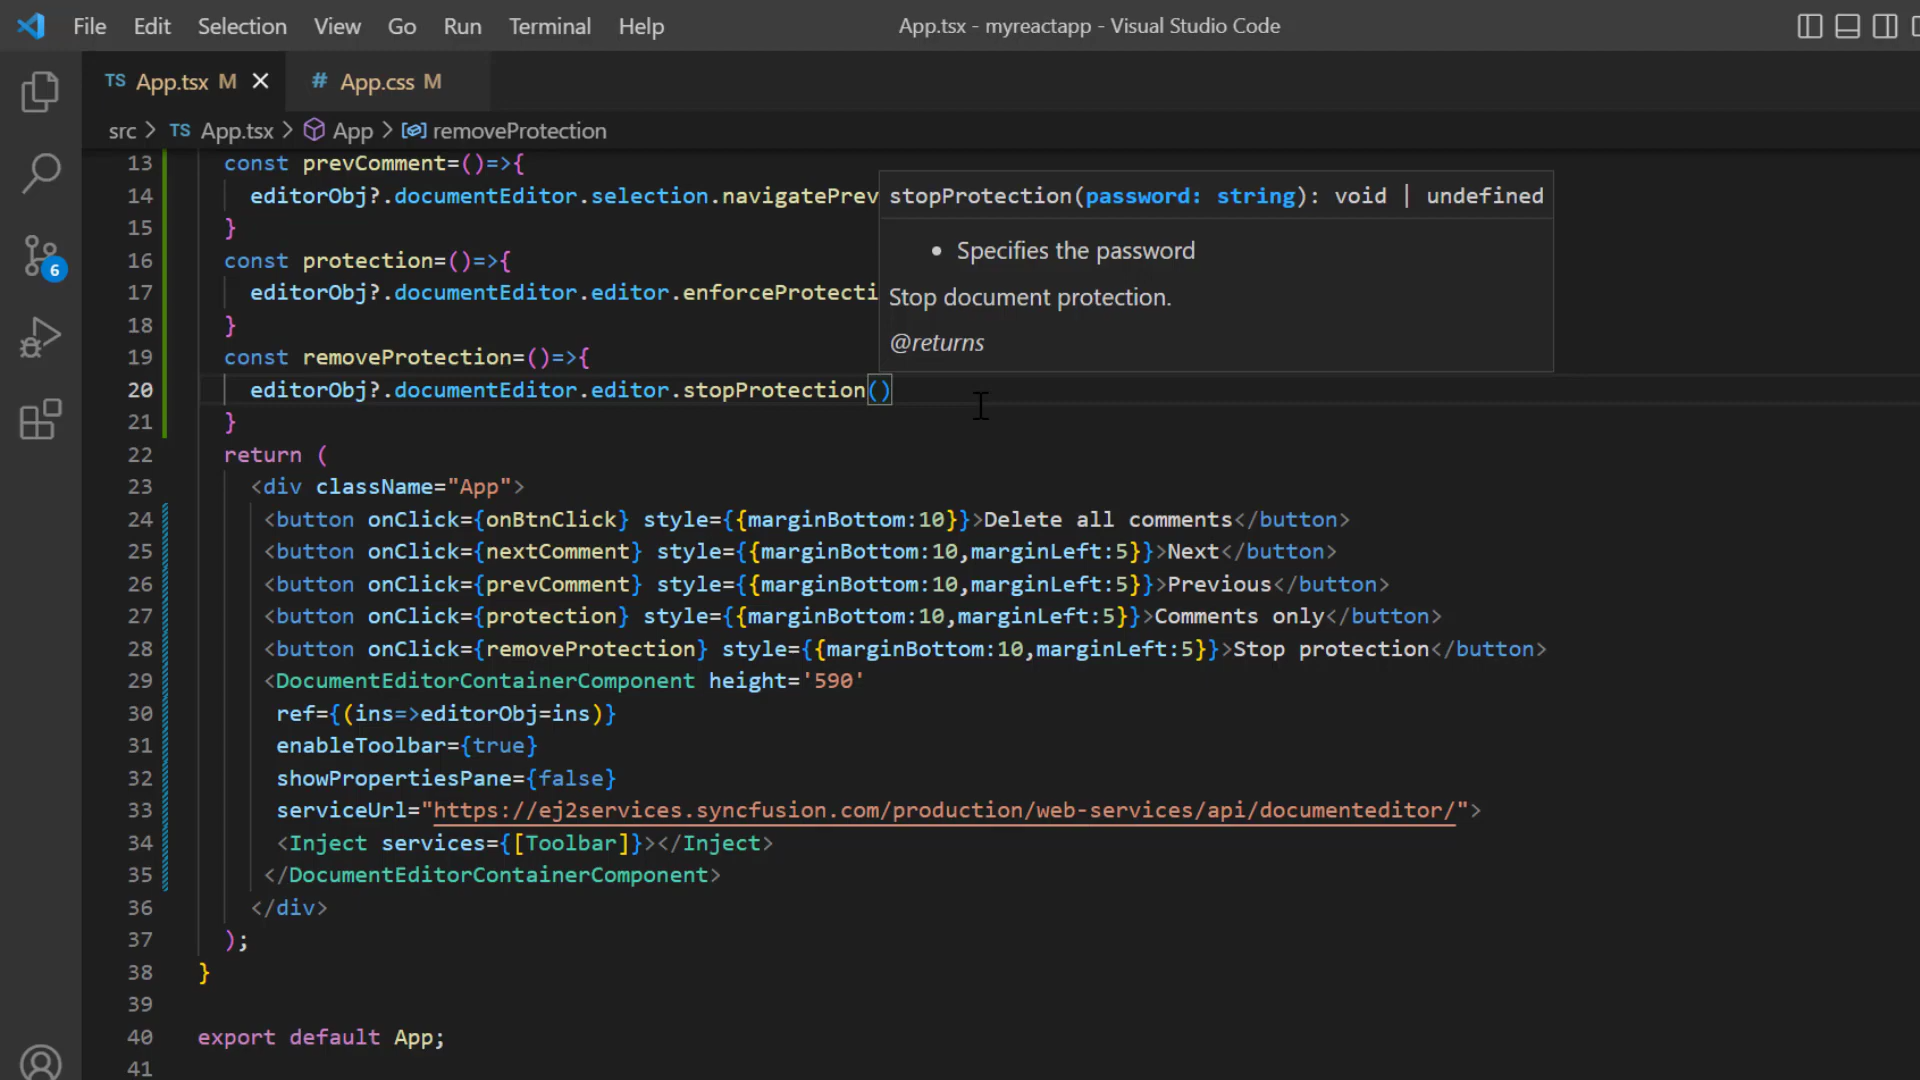 File Edit Selection View Go Run Terminal Help App.tsx - myreactapp - Visual Studio Code
TS App.tsx M # App.css M
src > TS App.tsx > App > removeProtection
13 const prevComment=()=>{
14 editorObj?.documentEditor.selection.navigatePrev
15 }
16 const protection=()=>{
17 editorObj?.documentEditor.editor.enforceProtecti
18 }
19 const removeProtection=()=>{
20 editorObj?.documentEditor.editor.stopProtection()
21 }
stopProtection(password: string): void | undefined
• Specifies the password
Stop document protection.
@returns
22 return (
23 <div className="App">
24 <button onClick={onBtnClick} style={{marginBottom:10}}>Delete all comments</button>
25 <button onClick={nextComment} style={{marginBottom:10,marginLeft:5}}>Next</button>
26 <button onClick={prevComment} style={{marginBottom:10,marginLeft:5}}>Previous</button>
27 <button onClick={protection} style={{marginBottom:10,marginLeft:5}}>Comments only</button>
28 <button onClick={removeProtection} style={{marginBottom:10,marginLeft:5}}>Stop protection</button>
29 <DocumentEditorContainerComponent height='590'
30 ref={(ins=>editorObj=ins)}
31 enableToolbar={true}
32 showPropertiesPane={false}
33 serviceUrl="https://ej2services.syncfusion.com/production/web-services/api/documenteditor/">
34 <Inject services={[Toolbar]}></Inject>
35 </DocumentEditorContainerComponent>
36 </div>
37 );
38 }
39
40 export default App;
41
6